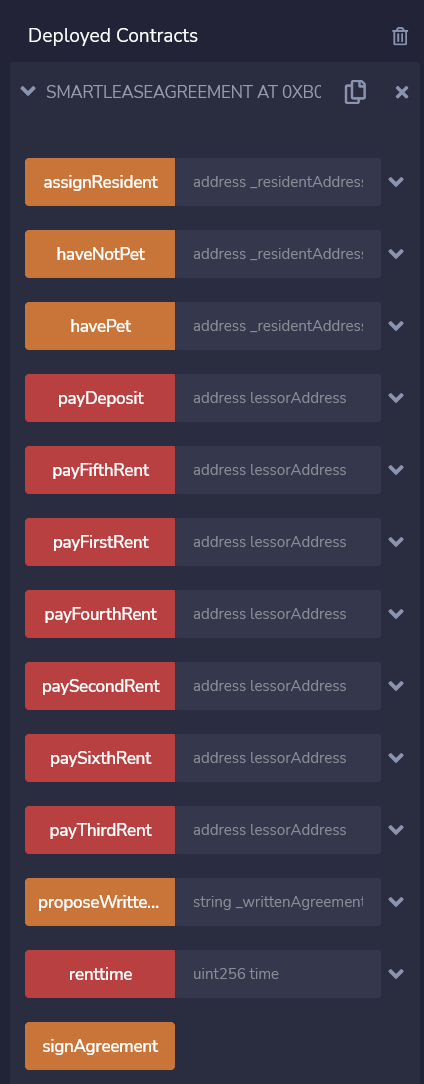 Deployed Contracts
SMARTLEASEAGREEMENT AT 0XB0
assignResident address _residentAddress
haveNotPet address _residentAddress
havePet address _residentAddress
payDeposit address lessorAddress
payFifthRent address lessorAddress
payFirstRent address lessorAddress
payFourthRent address lessorAddress
paySecondRent address lessorAddress
paySixthRent address lessorAddress
payThirdRent address lessorAddress
proposeWritte... string _writtenAgreement
renttime uint256 time
signAgreement